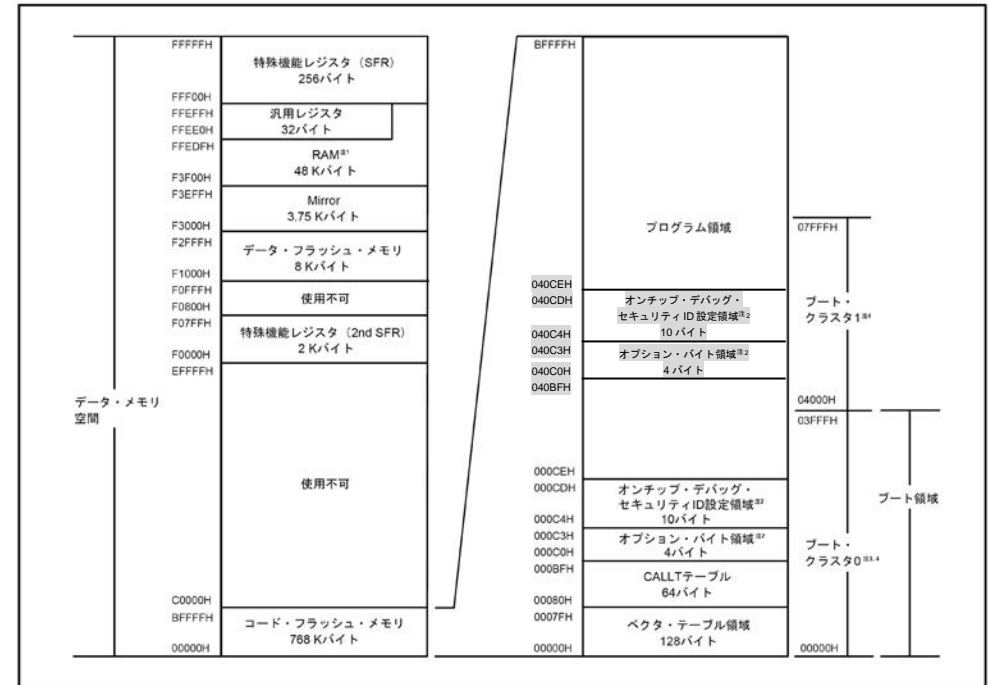 FFFFFH
特殊機能レジスタ（SFR）
256バイト
FFF00H
FFEFFH
汎用レジスタ
32バイト
FFEE0H
FFEDFH
RAM注1
48 Kバイト
F3F00H
F3EFFH
Mirror
3.75 Kバイト
F3000H
F2FFFH
データ・フラッシュ・メモリ
8 Kバイト
F1000H
F0FFFH
使用不可
F0800H
F07FFH
特殊機能レジスタ（2nd SFR）
2 Kバイト
F0000H
EFFFFH
データ・メモリ
空間
使用不可
C0000H
BFFFFH
コード・フラッシュ・メモリ
768 Kバイト
00000H
BFFFFH
プログラム領域
040CEH
040CDH
オンチップ・デバッグ・
セキュリティID 設定領域注2
10 バイト
040C4H
040C3H
オプション・バイト領域注2
4 バイト
040C0H
040BFH
000CEH
000CDH
オンチップ・デバッグ・
セキュリティID設定領域注2
10バイト
000C4H
000C3H
オプション・バイト領域注2
4バイト
000C0H
000BFH
CALLTテーブル
64バイト
00080H
0007FH
ベクタ・テーブル領域
128バイト
00000H
07FFFH
ブート・
クラスタ1注4
04000H
03FFFH
ブート領域
ブート・
クラスタ0注3,4
00000H